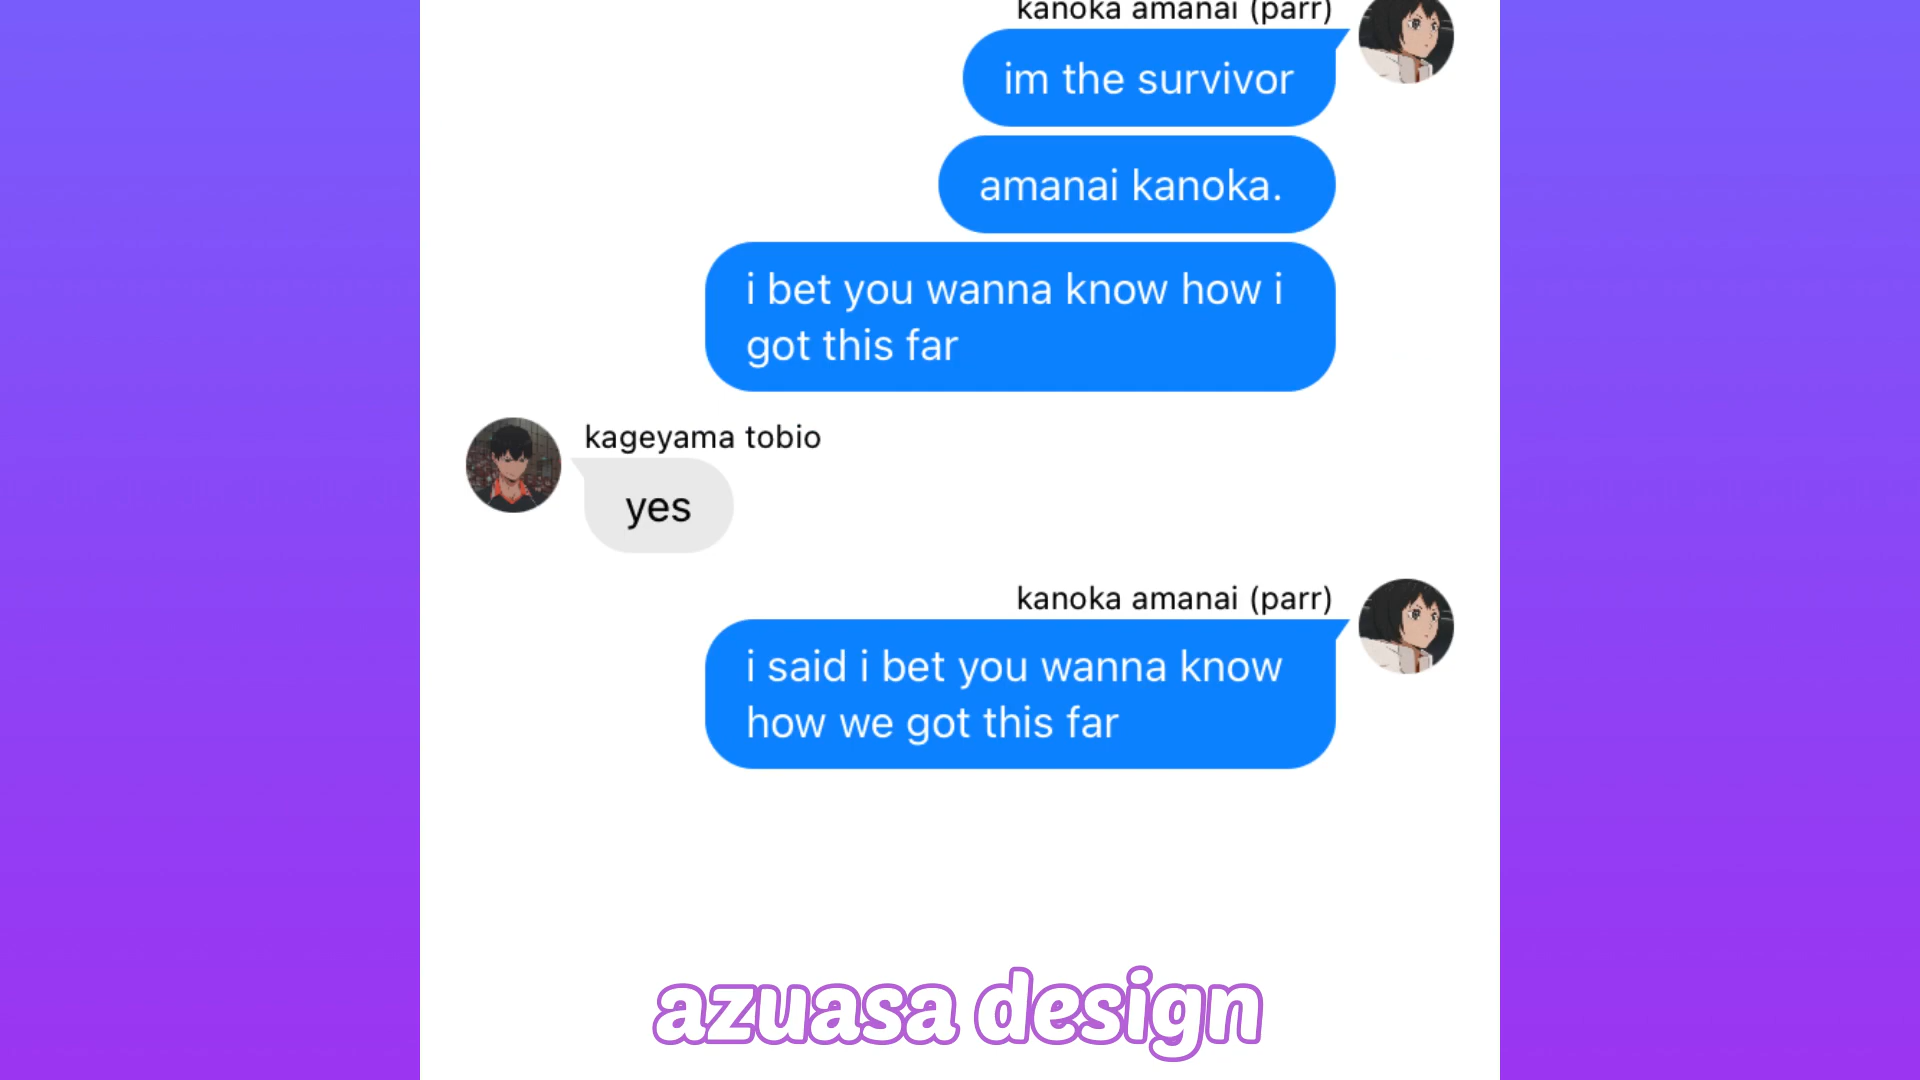 kanoka amanai (parr)
im the survivor
amanai kanoka.
i bet you wanna know how i
got this far
kageyama tobio
yes
kanoka amanai (parr)
i said i bet you wanna know
how we got this far
azuasa design